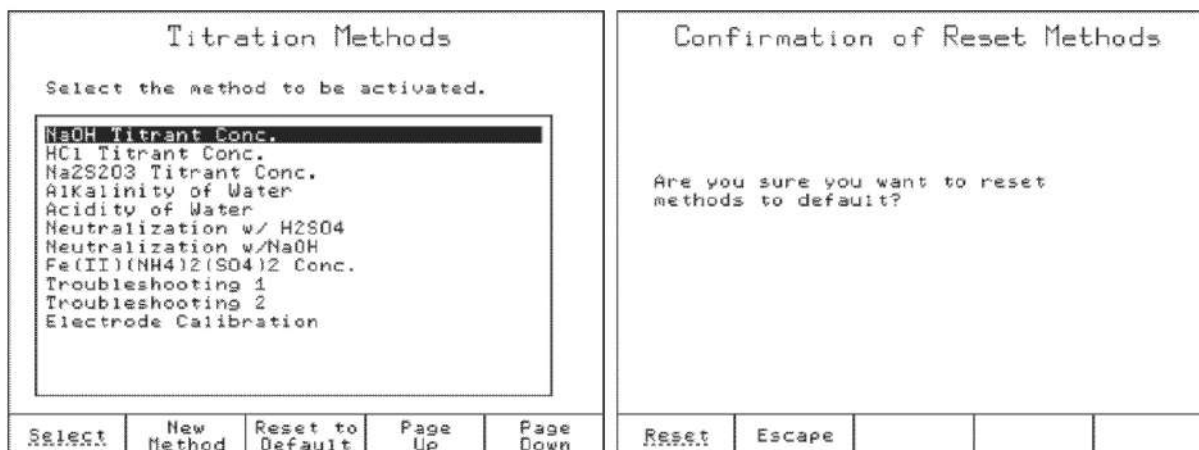 Titration Methods
Select the method to be activated.
NaOH Titrant Conc.
HCl Titrant Conc.
Na2S2O3 Titrant Conc.
Alkalinity of Water
Acidity of Water
Neutralization w/ H2SO4
Neutralization w/NaOH
Fe(II)(NH4)2(SO4)2 Conc.
Troubleshooting 1
Troubleshooting 2
Electrode Calibration
Select
New
Method
Reset to
Default
Page
Up
Page
Down
Confirmation of Reset Methods
Are you sure you want to reset
methods to default?
Reset
Escape